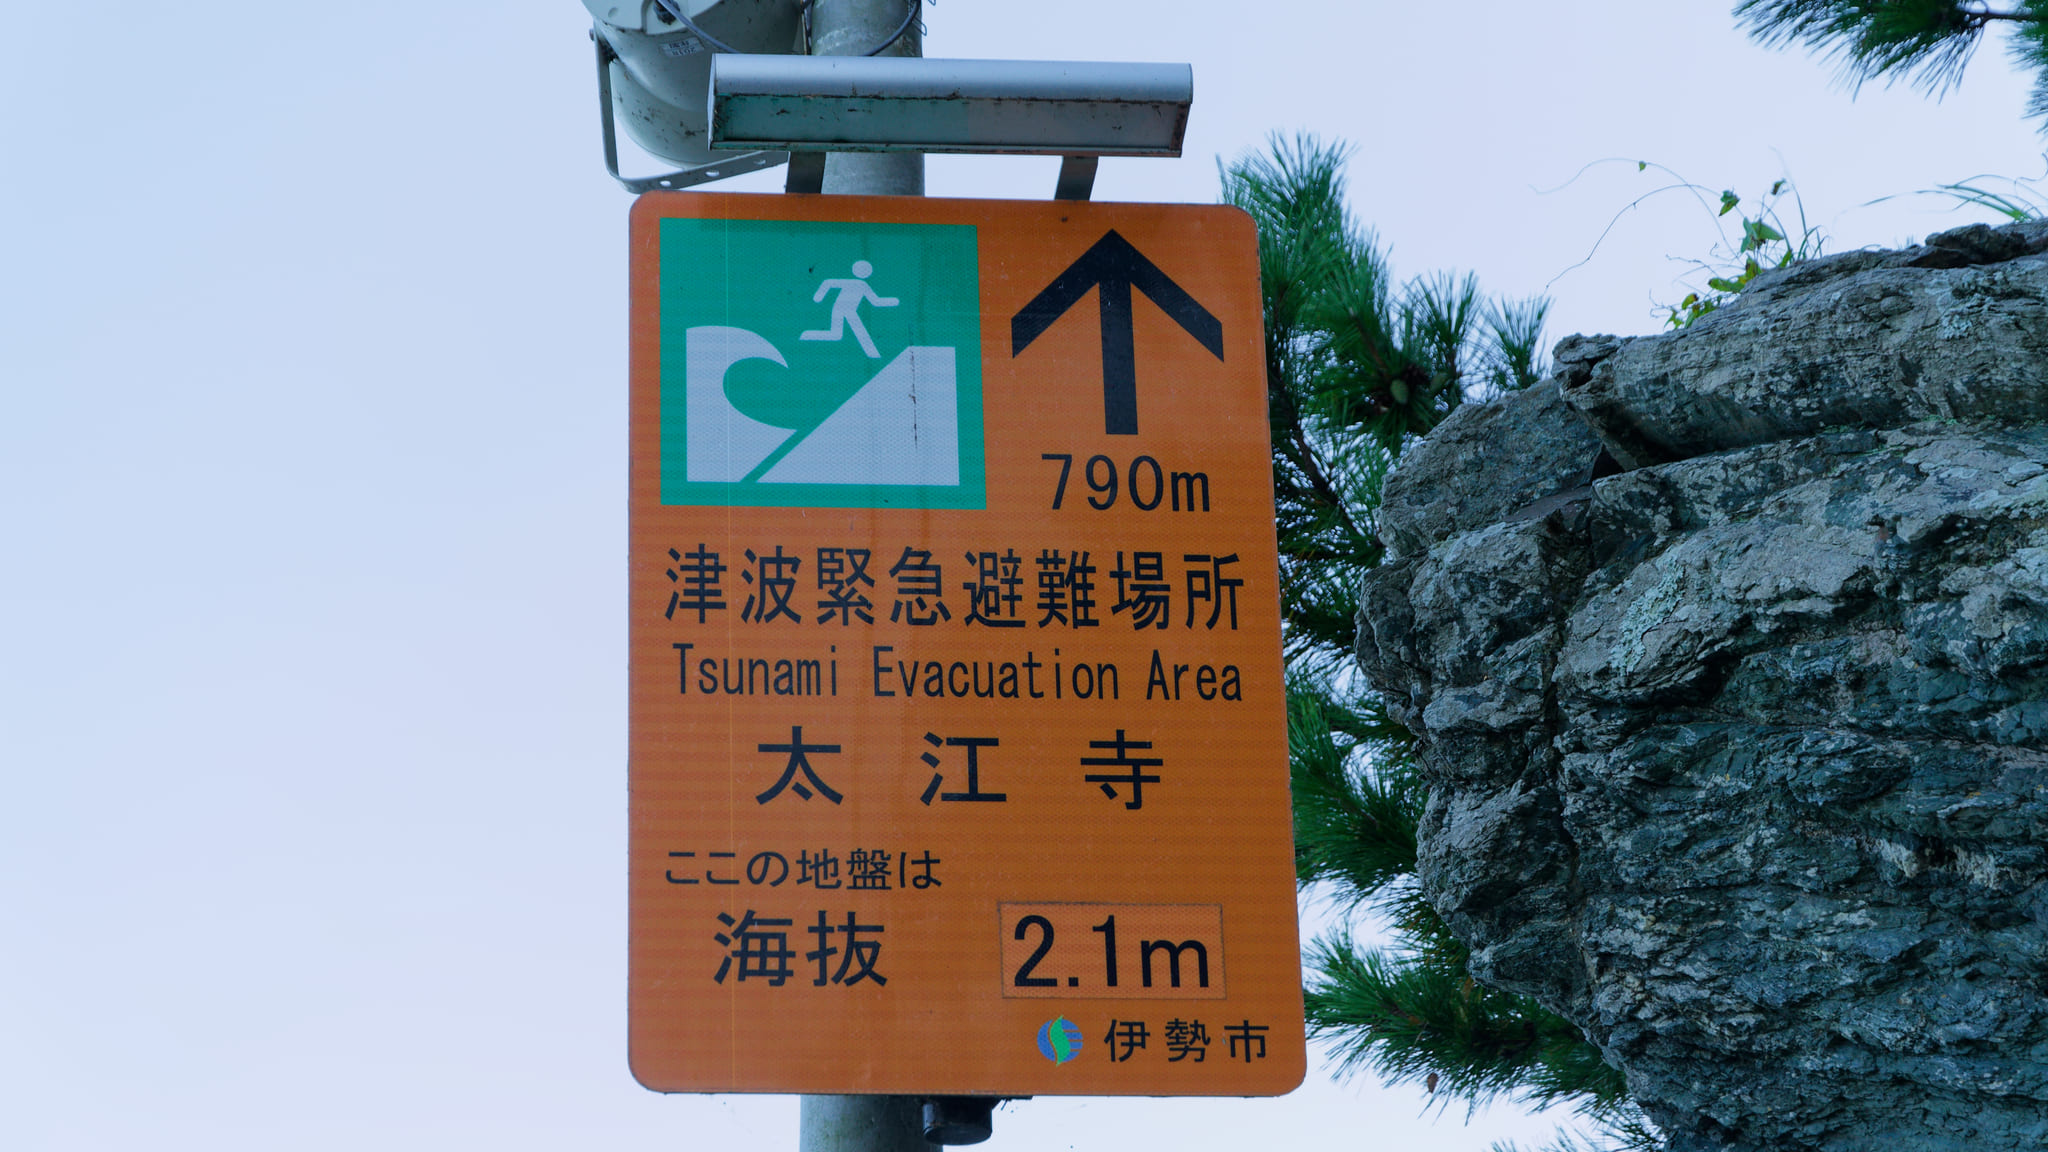 790m
津波緊急避難場所
Tsunami Evacuation Area
太江寺
ここの地盤は
海抜 2.1m
伊勢市